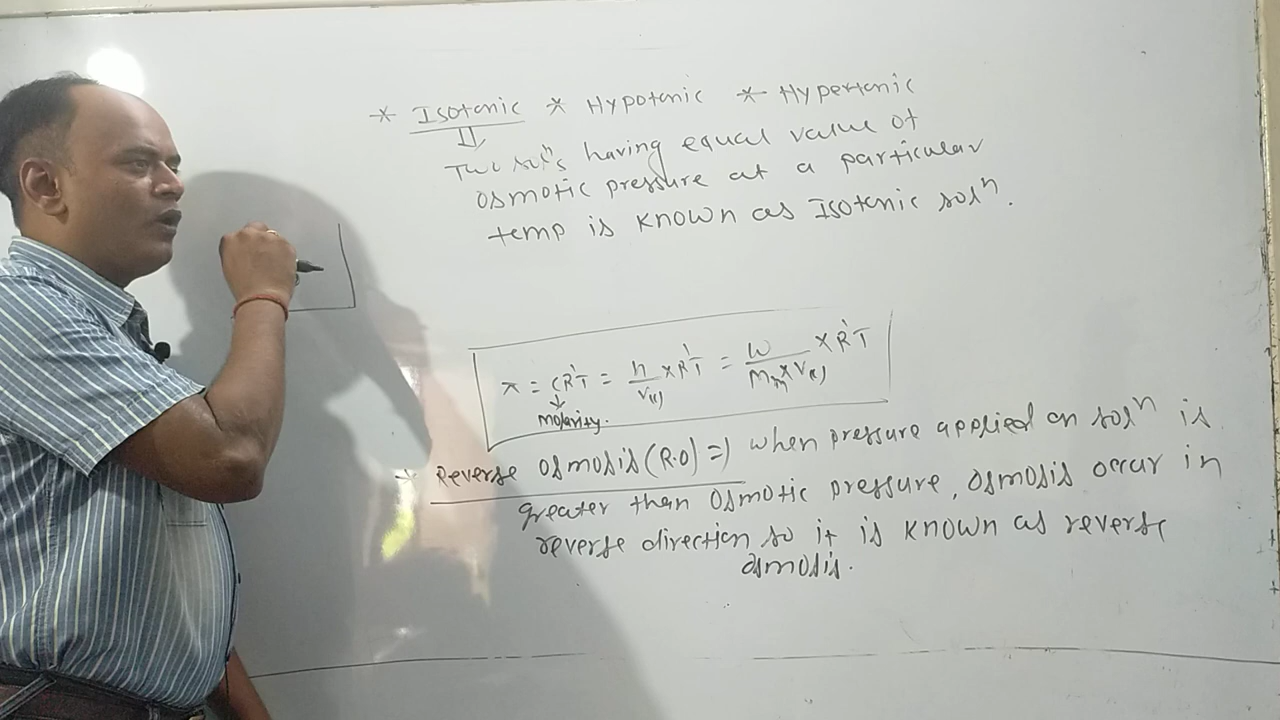 * Isotonic * Hypotonic * Hypertonic
Two solⁿs having equal value of
osmotic pressure at a particular
temp is known as Isotonic solⁿ.
π = CR'T = n/V(l) × R'T = w/Mm × V(l) × R'T
molarity.
* Reverse osmosis (R.O) => when pressure applied on solⁿ is
greater than osmotic pressure, osmosis occur in
reverse direction so it is known as reverse
osmosis.